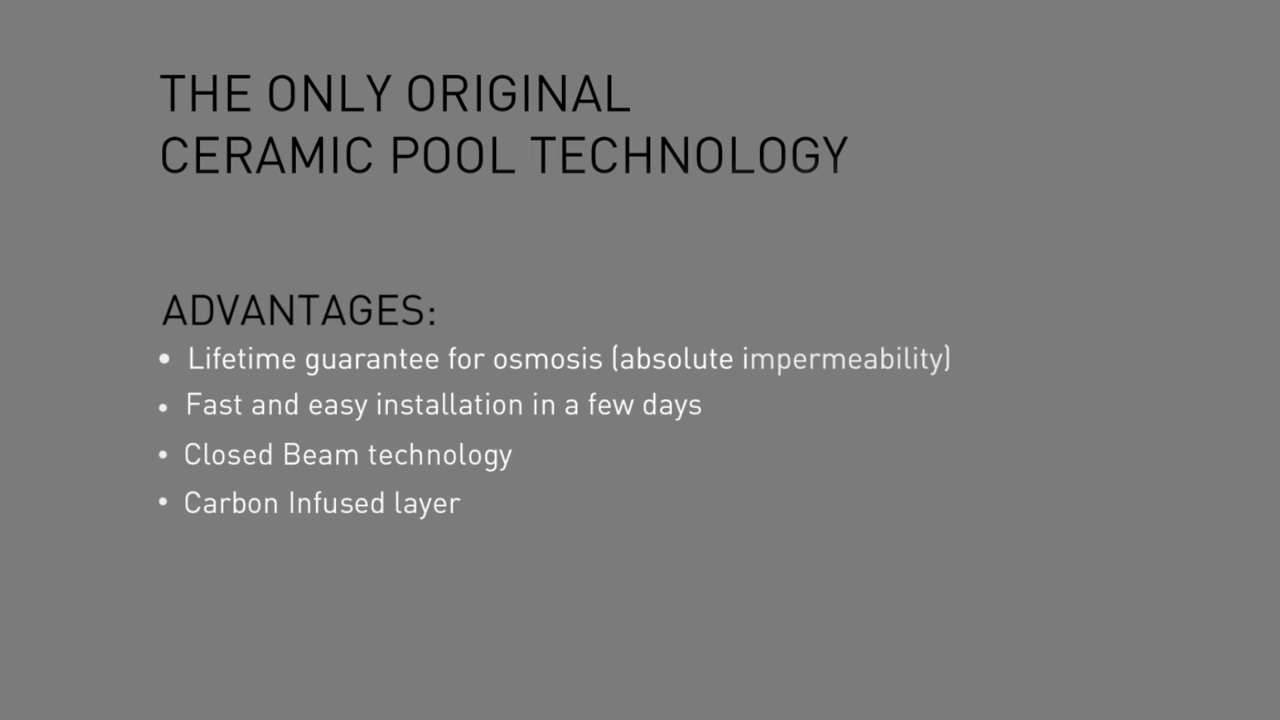 THE ONLY ORIGINAL
CERAMIC POOL TECHNOLOGY
ADVANTAGES:
• Lifetime guarantee for osmosis (absolute impermeability)
• Fast and easy installation in a few days
• Closed Beam technology
• Carbon Infused layer